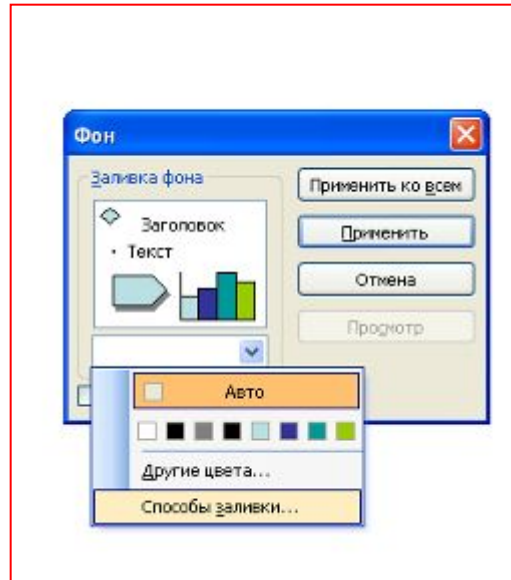 Фон
Заливка фона
Заголовок
• Текст
Применить ко всем
Применить
Отмена
Просмотр
Авто
Другие цвета...
Способы заливки...